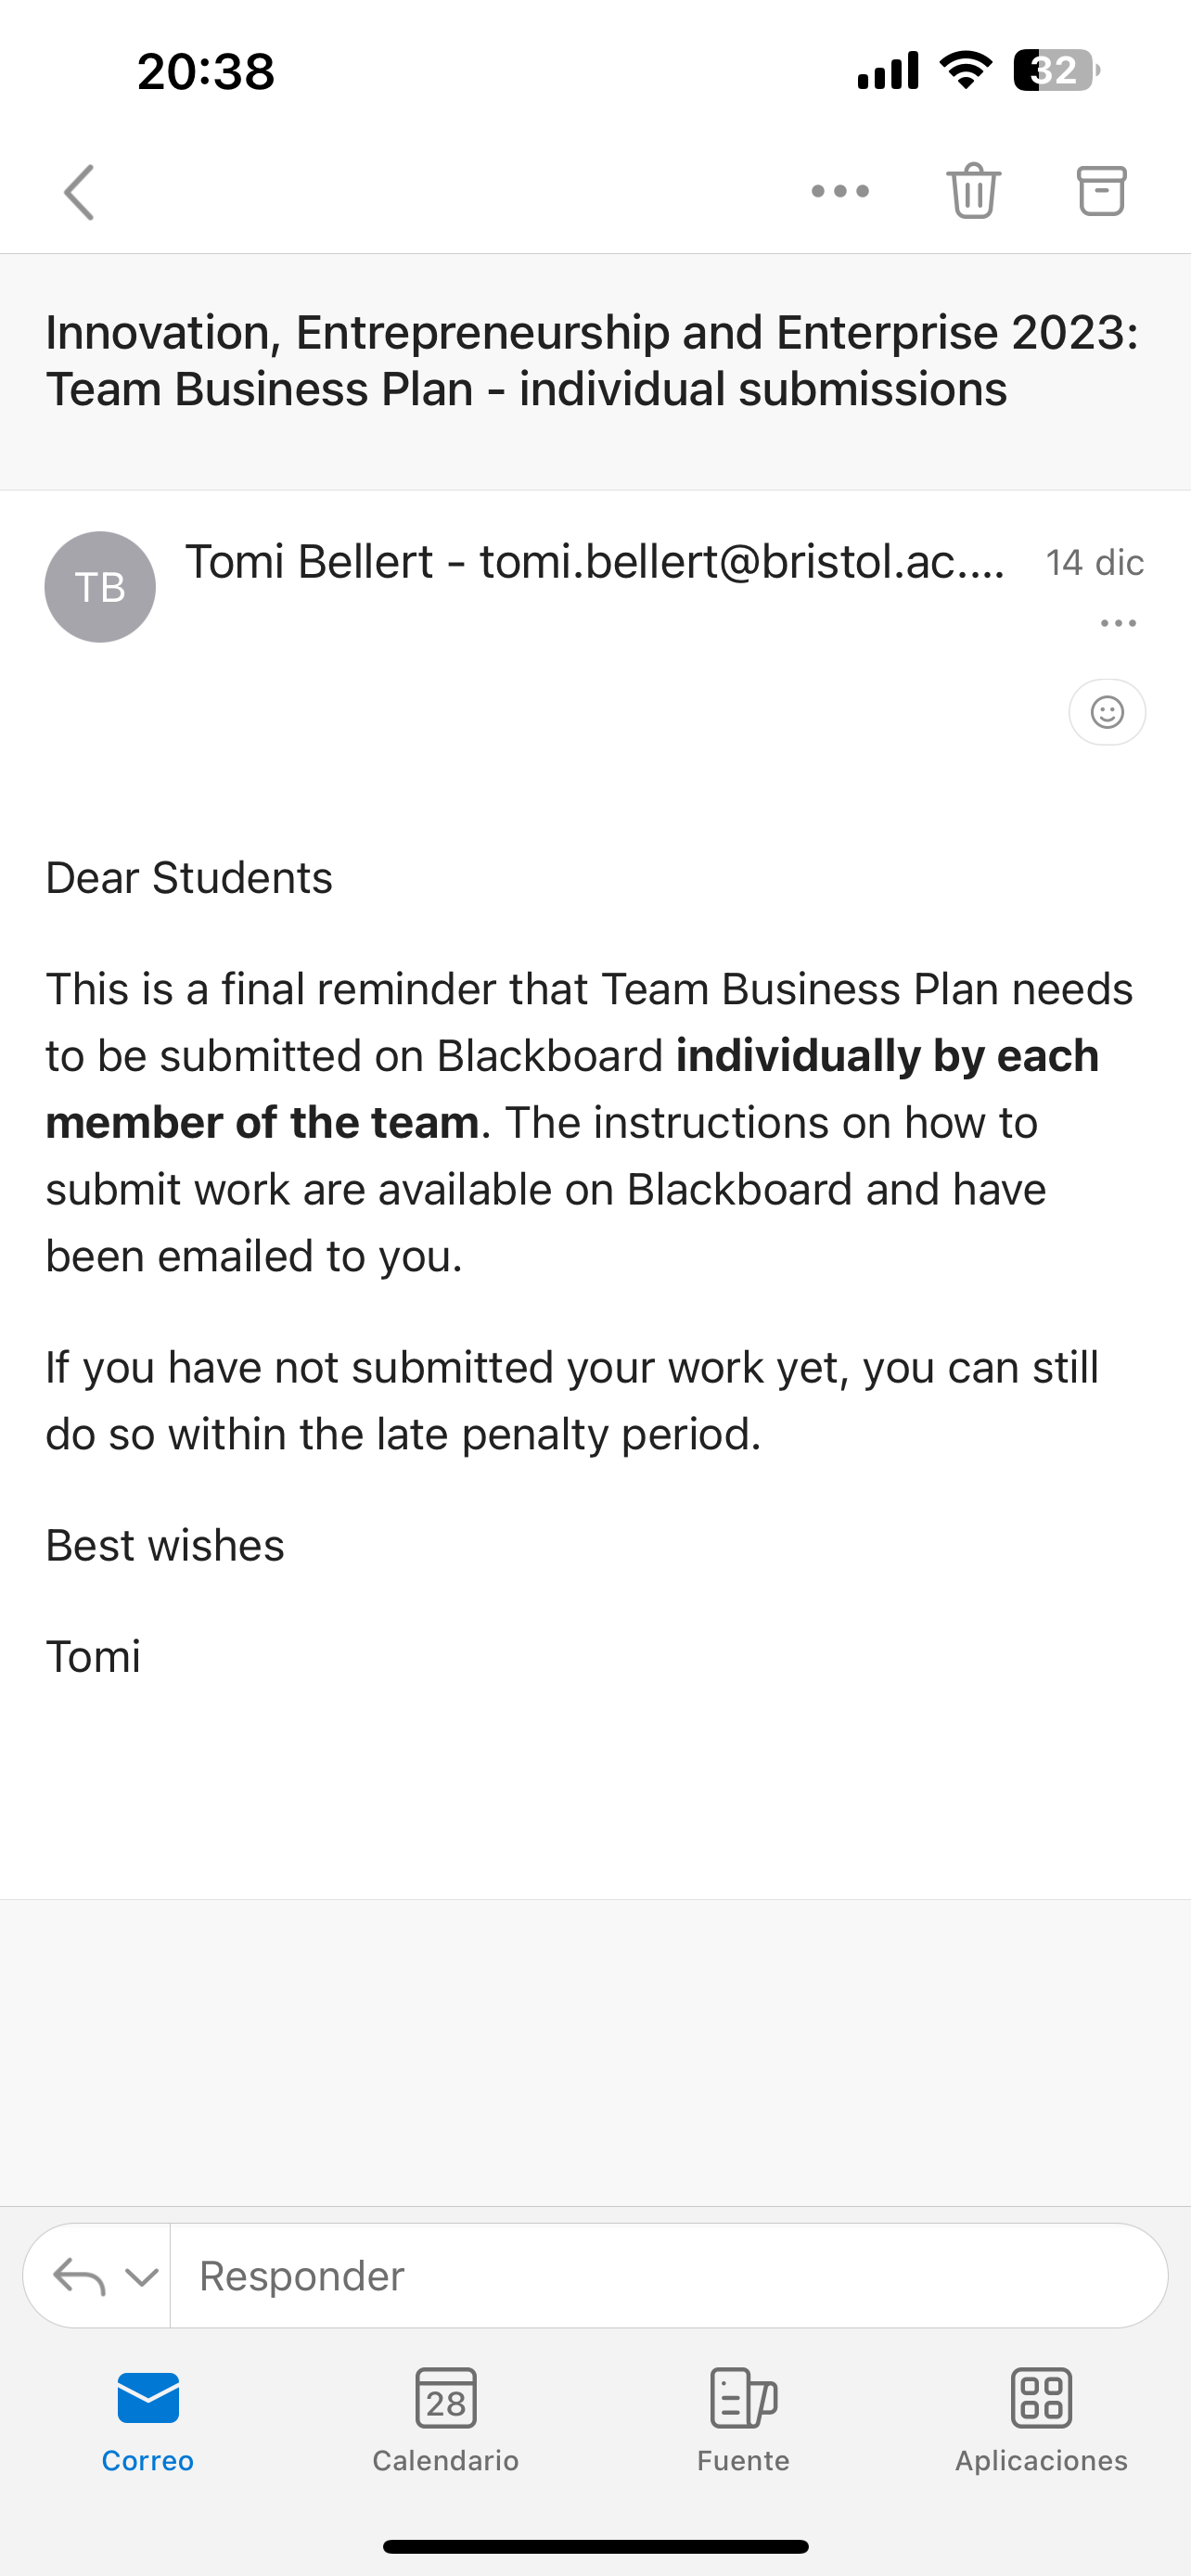 20:38
32
Innovation, Entrepreneurship and Enterprise 2023:
Team Business Plan - individual submissions
TB
Tomi Bellert - tomi.bellert@bristol.ac....
14 dic
Dear Students
This is a final reminder that Team Business Plan needs
to be submitted on Blackboard individually by each
member of the team. The instructions on how to
submit work are available on Blackboard and have
been emailed to you.
If you have not submitted your work yet, you can still
do so within the late penalty period.
Best wishes
Tomi
Responder
28
Correo
Calendario
Fuente
Aplicaciones